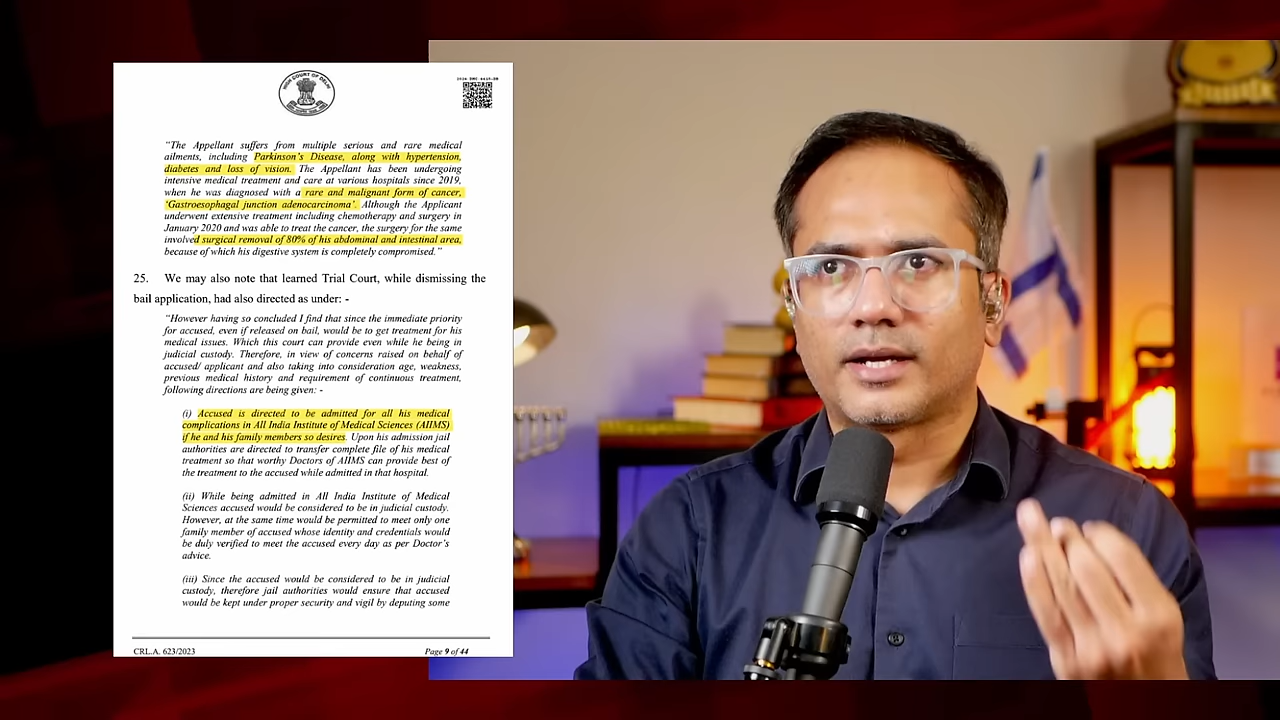 HIGH COURT OF DELHI
“The Appellant suffers from multiple serious and rare medical
ailments, including Parkinson’s Disease, along with hypertension,
diabetes and loss of vision. The Appellant has been undergoing
intensive medical treatment and care at various hospitals since 2019,
when he was diagnosed with a rare and malignant form of cancer,
‘Gastroesophagal junction adenocarcinoma’. Although the Applicant
underwent extensive treatment including chemotherapy and surgery in
January 2020 and was able to treat the cancer, the surgery for the same
involved surgical removal of 80% of his abdominal and intestinal area,
because of which his digestive system is completely compromised.”
25. We may also note that learned Trial Court, while dismissing the
bail application, had also directed as under: -
“However having so concluded I find that since the immediate priority
for accused, even if released on bail, would be to get treatment for his
medical issues. Which this court can provide even while he being in
judicial custody. Therefore, in view of concerns raised on behalf of
accused/ applicant and also taking into consideration age, weakness,
previous medical history and requirement of continuous treatment,
following directions are being given: -
(i) Accused is directed to be admitted for all his medical
complications in All India Institute of Medical Sciences (AIIMS)
if he and his family members so desires. Upon his admission jail
authorities are directed to transfer complete file of his medical
treatment so that worthy Doctors of AIIMS can provide best of
the treatment to the accused while admitted in that hospital.
(ii) While being admitted in All India Institute of Medical
Sciences accused would be considered to be in judicial custody.
However, at the same time would be permitted to meet only one
family member of accused whose identity and credentials would
be duly verified to meet the accused every day as per Doctor’s
advice.
(iii) Since the accused would be considered to be in judicial
custody, therefore jail authorities would ensure that accused
would be kept under proper security and vigil by deputing some
CRL.A. 623/2023 Page 9 of 44